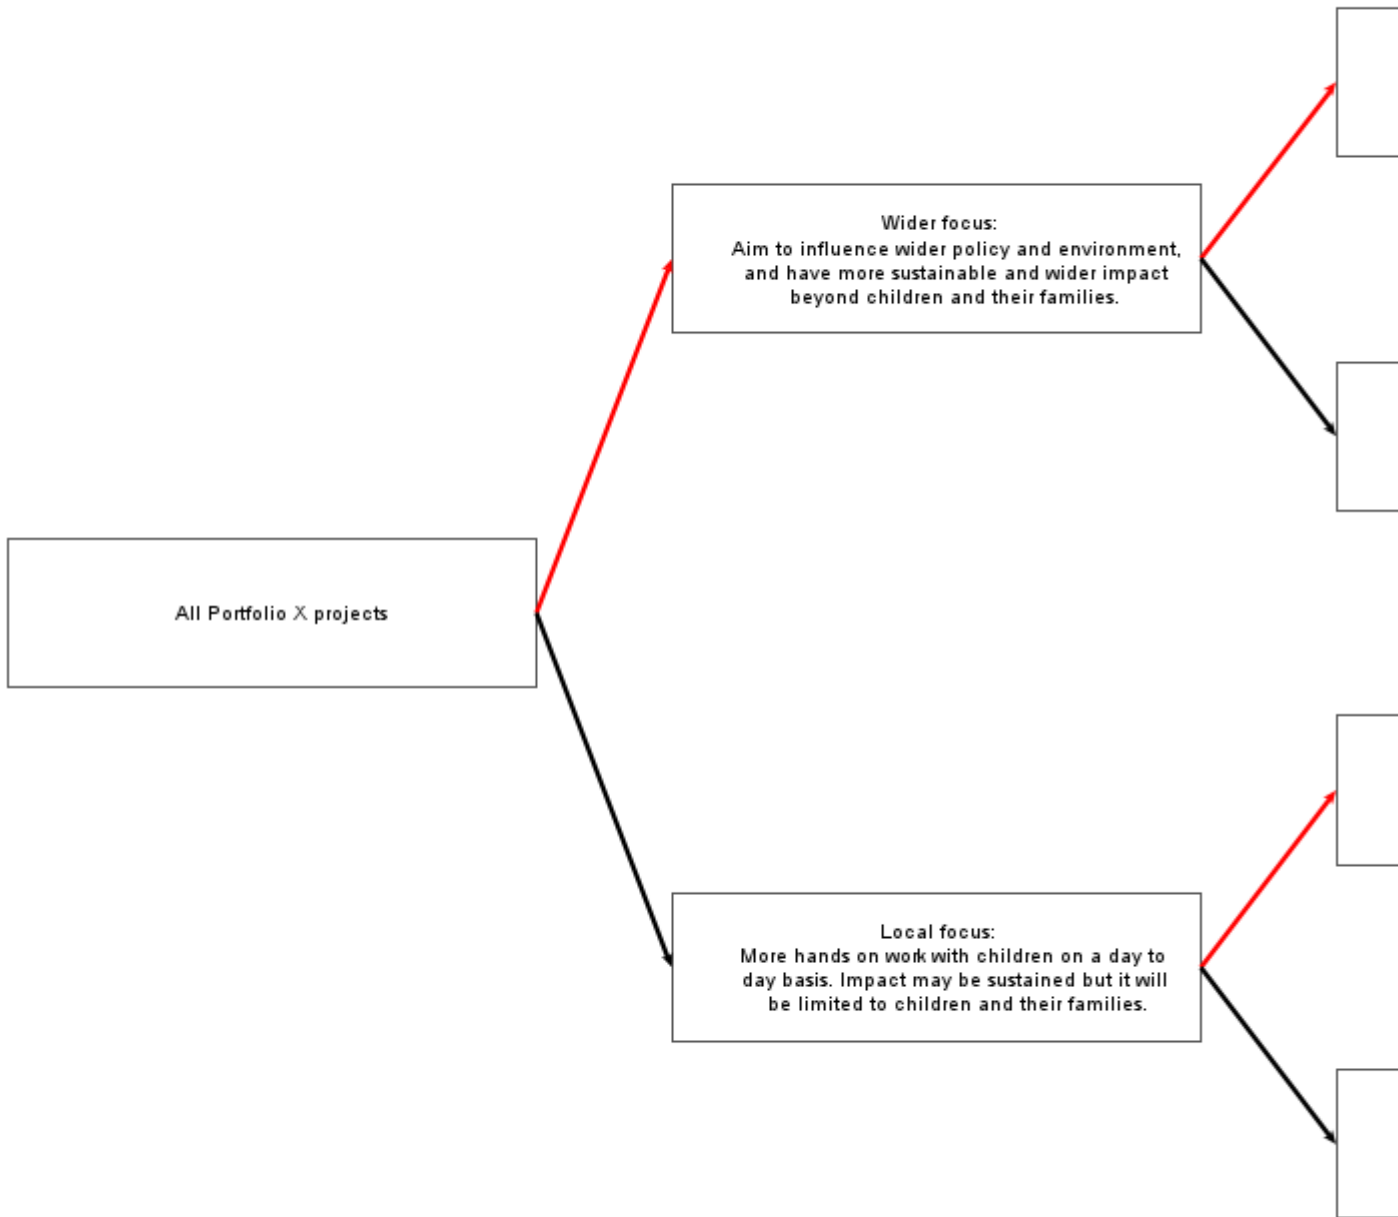 Wider focus:
Aim to influence wider policy and environment,
and have more sustainable and wider impact
beyond children and their families.
All Portfolio X projects
Local focus:
More hands on work with children on a day to
day basis. Impact may be sustained but it will
be limited to children and their families.